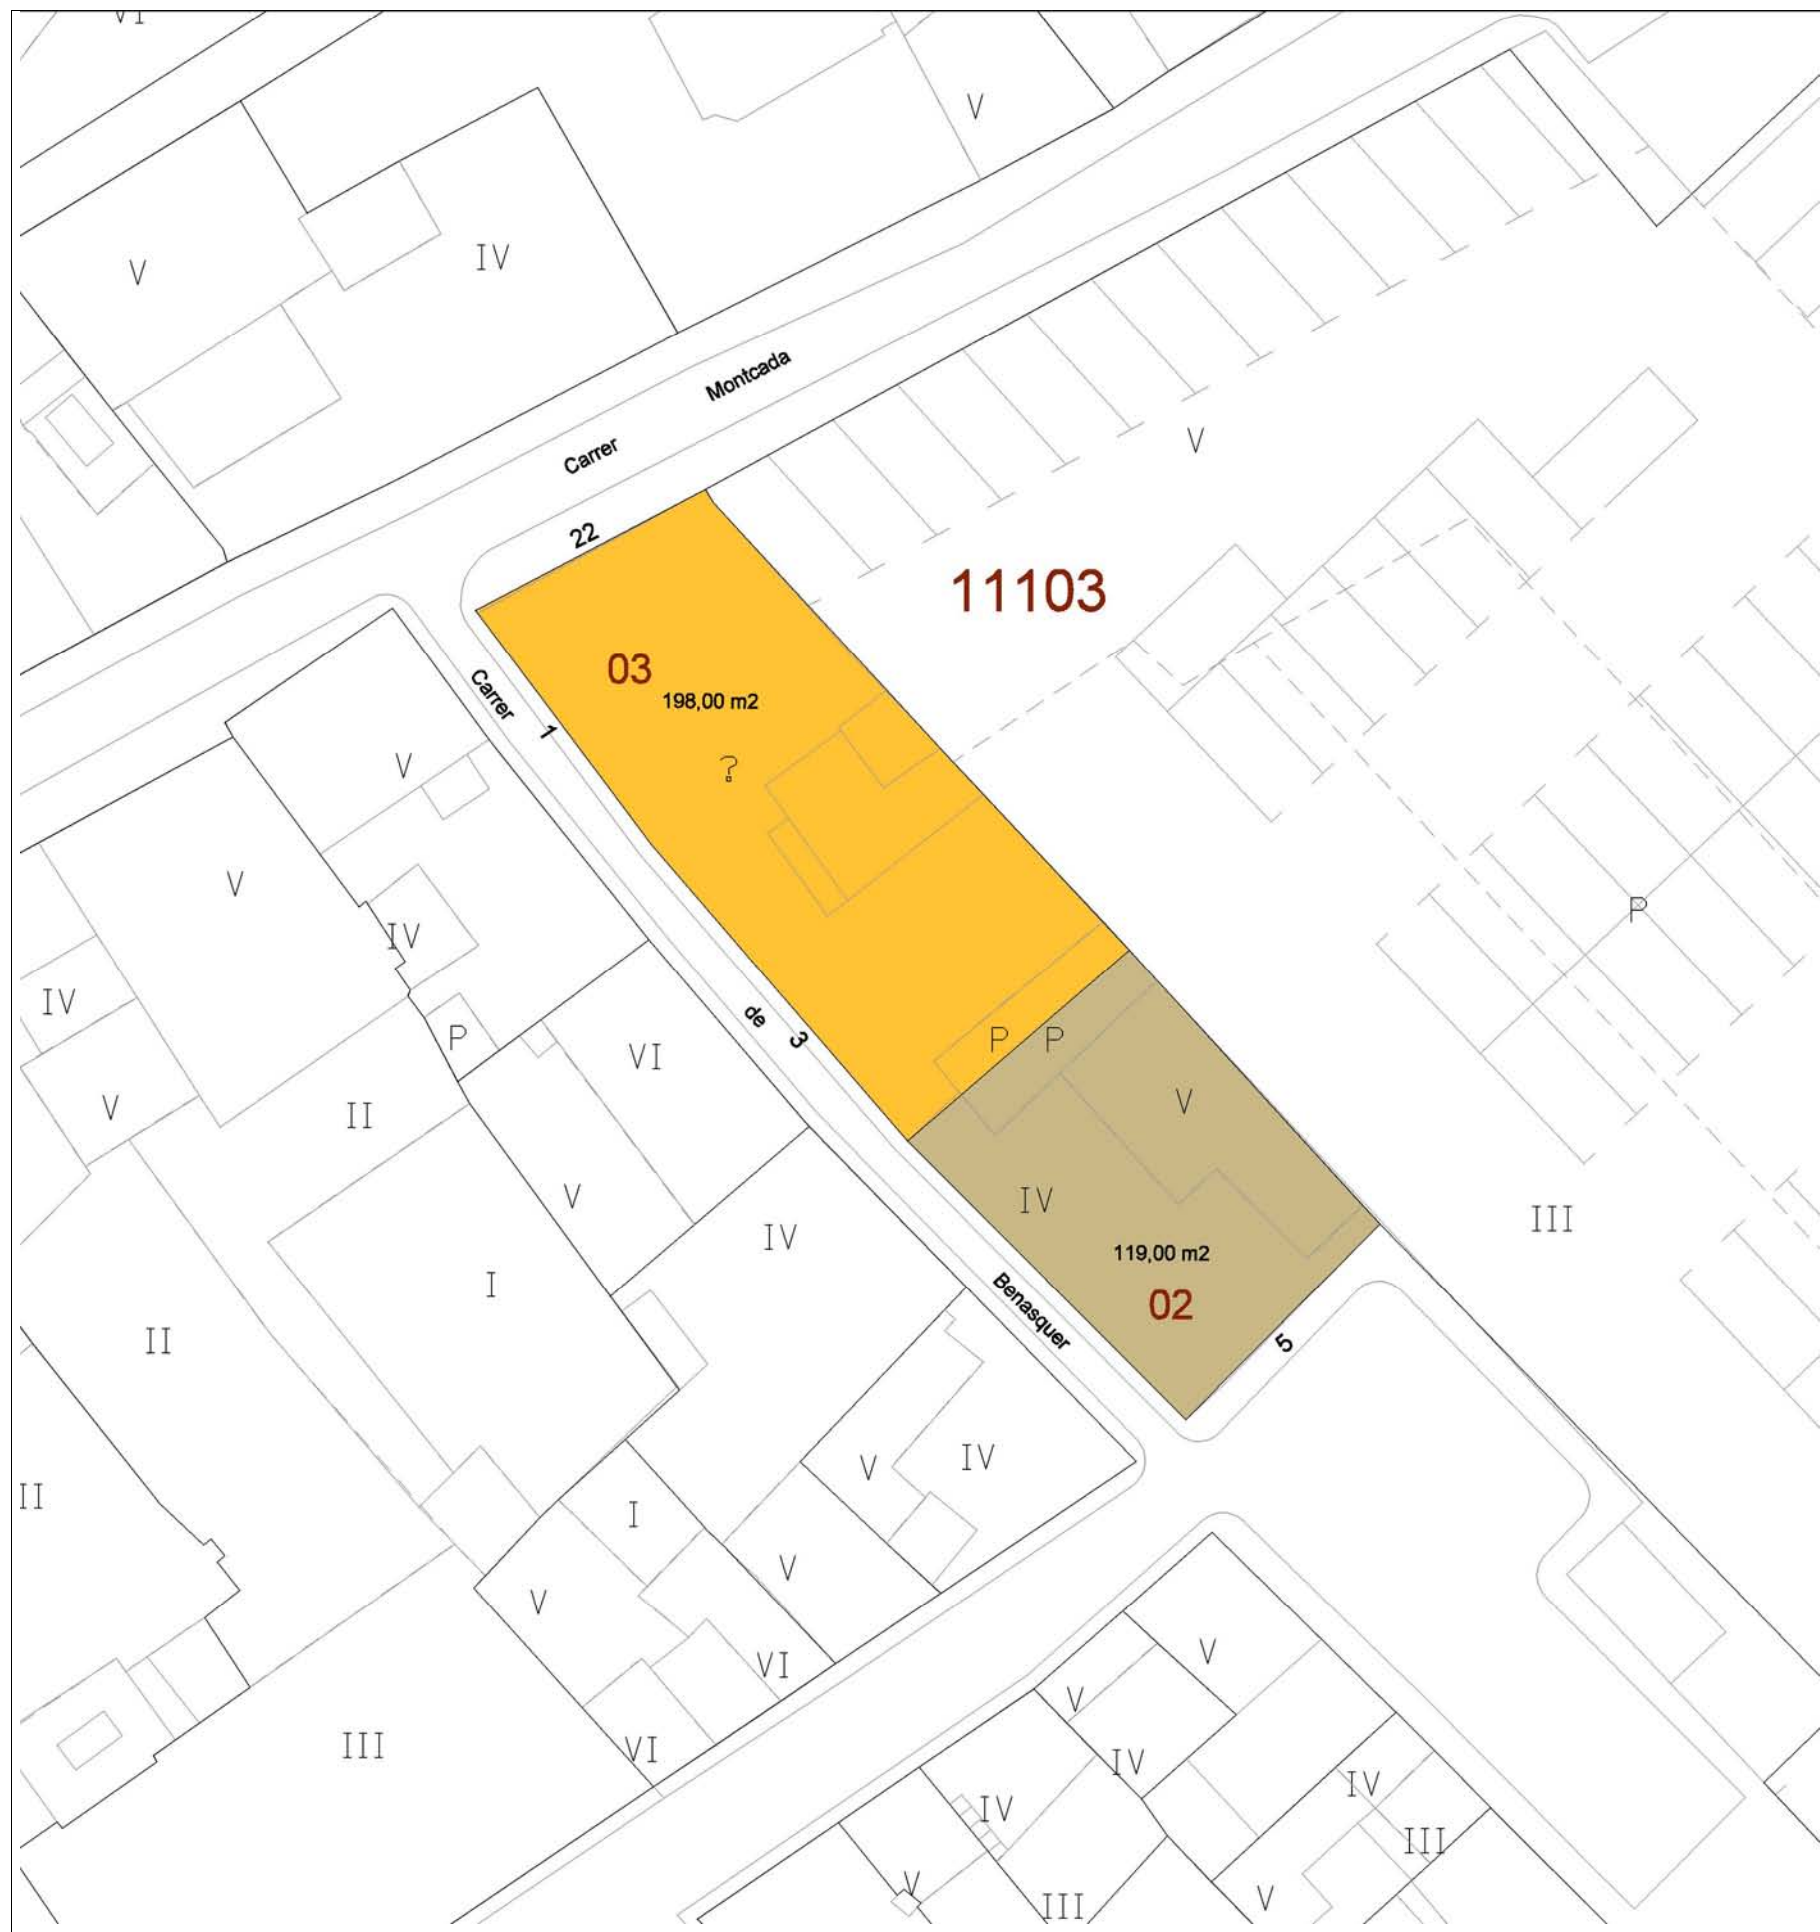 VI
V
V
IV
Carrer Montcada
V
22
11103
03
198,00 m2
Carrer de Benasquer
1
?
V
V
P
IV
IV
3
P
P
P
VI
V
V
II
V
IV
III
IV
119,00 m2
I
02
II
5
V
IV
II
I
V
V
V
VI
VI
III
V
IV
IV
IV
III
V
V
III